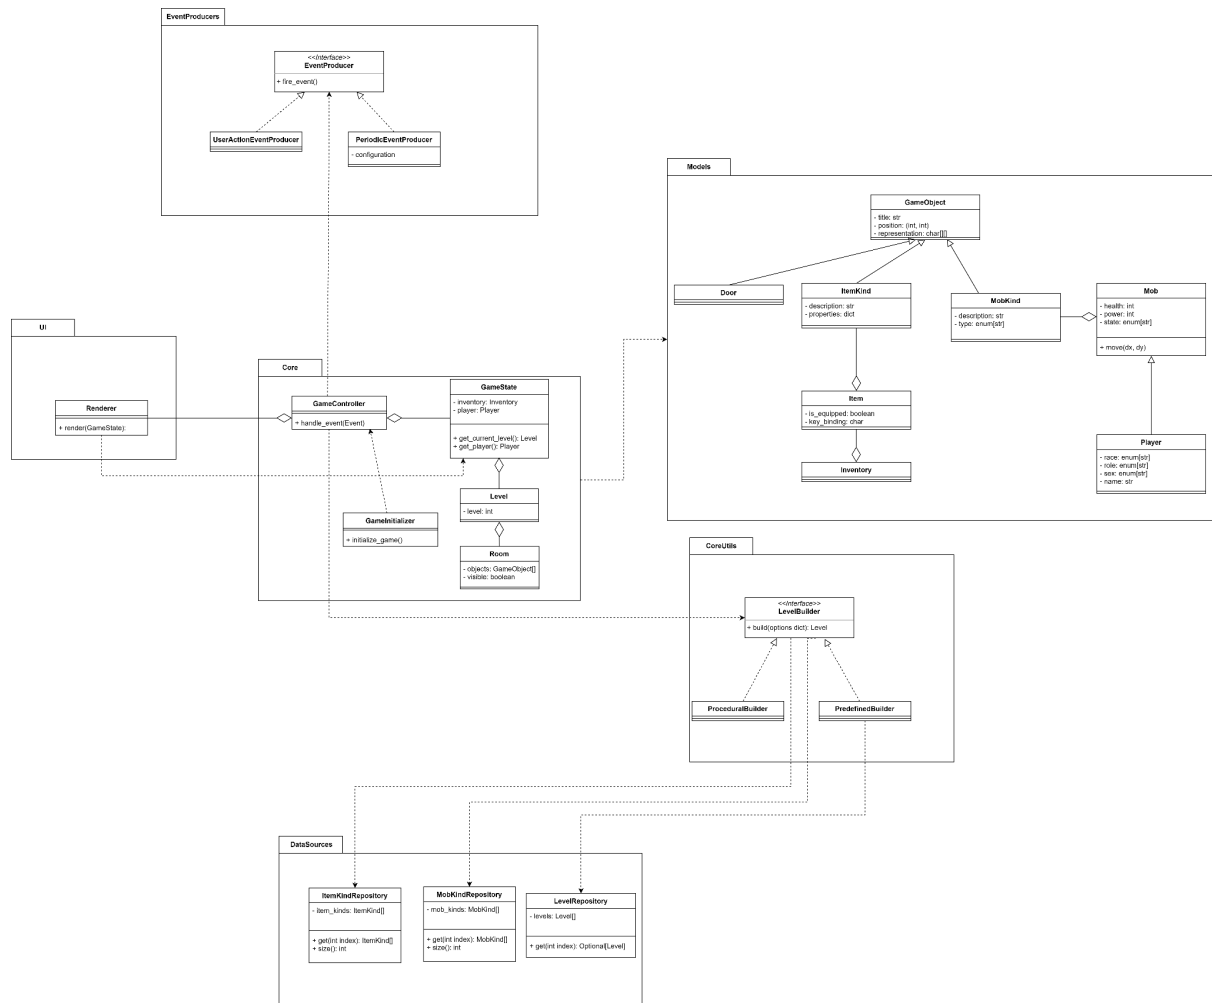 EventProducers
<<Interface>>
EventProducer
+ fire_event()
UserActionEventProducer
PeriodicEventProducer
- configuration
Models
GameObject
- title: str
- position: (int, int)
- representation: char[][]
Door
ItemKind
- description: str
- properties: dict
MobKind
- description: str
- type: enum[str]
Mob
- health: int
- power: int
- state: enum[str]
+ move(dx, dy)
Item
- is_equipped: boolean
- key_binding: char
Inventory
Player
- race: enum[str]
- role: enum[str]
- sex: enum[str]
- name: str
UI
Renderer
+ render(GameState):
Core
GameController
+ handle_event(Event)
GameState
- inventory: Inventory
- player: Player
+ get_current_level(): Level
+ get_player(): Player
GameInitializer
+ initialize_game()
Level
- level: int
Room
- objects: GameObject[]
- visible: boolean
CoreUtils
<<Interface>>
LevelBuilder
+ build(options dict): Level
ProceduralBuilder
PredefinedBuilder
DataSources
ItemKindRepository
- item_kinds: ItemKind[]
+ get(int index): ItemKind[]
+ size(): int
MobKindRepository
- mob_kinds: MobKind[]
+ get(int index): MobKind[]
+ size(): int
LevelRepository
- levels: Level[]
+ get(int index): Optional[Level]